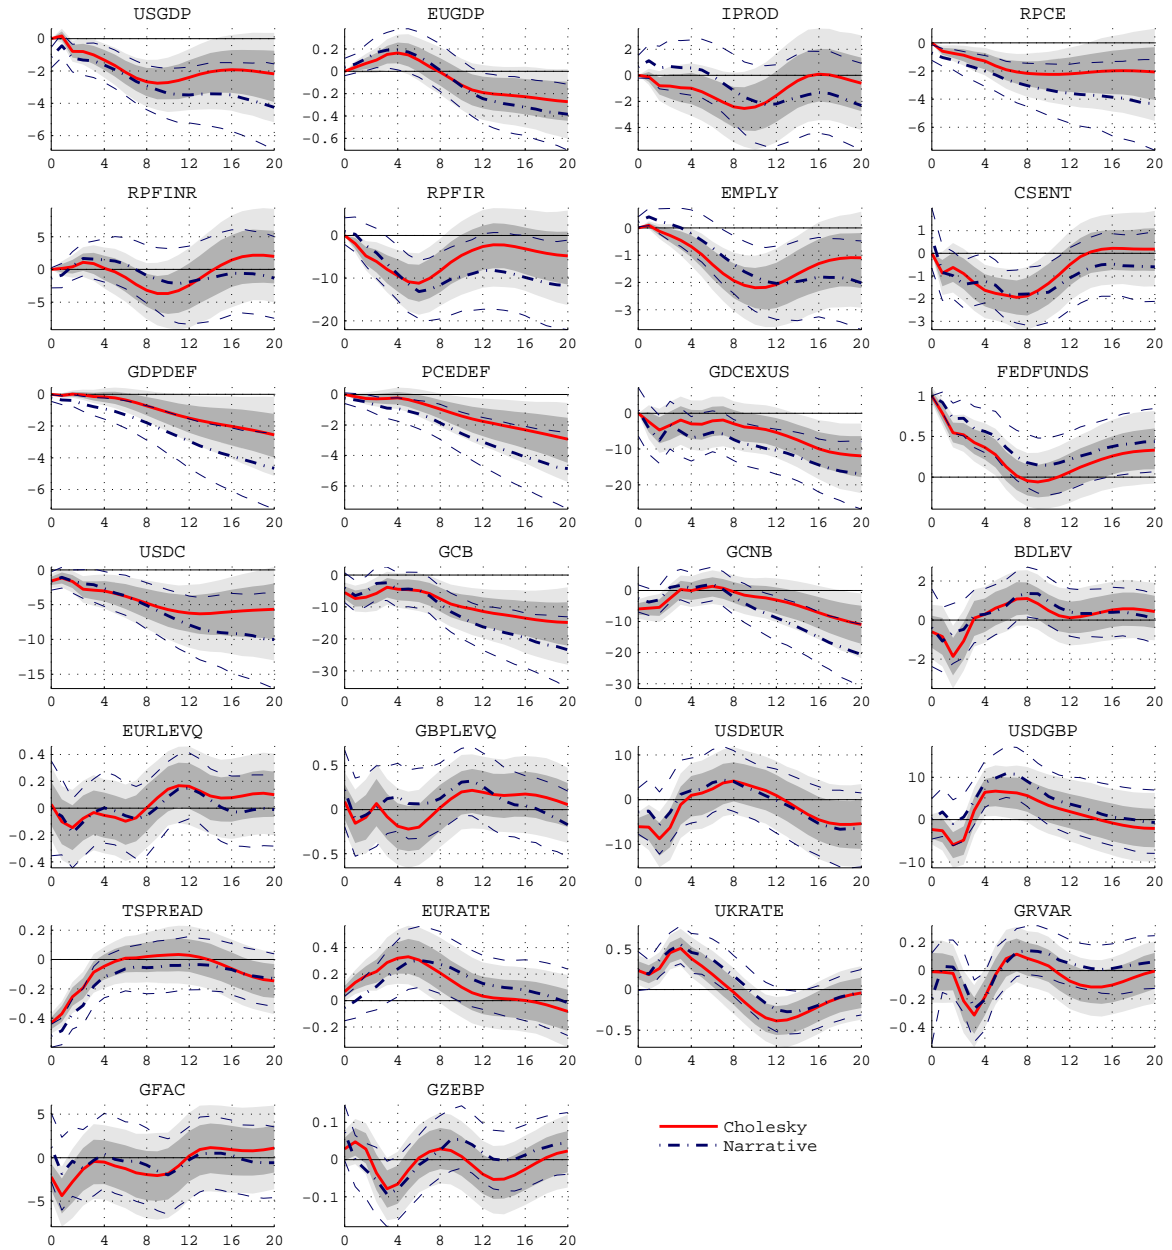 USGDP EUGDP IPROD RPCE
0 −2 −4 −6
0.2 0 −0.2 −0.4 −0.6
2 0 −2 −4
0 −2 −4 −6
0 4 8 12 16 20 0 4 8 12 16 20 0 4 8 12 16 20 0 4 8 12 16 20
RPFINR RPFIR EMPLY CSENT
5 0 −5
0 −10 −20
0 −1 −2 −3
1 0 −1 −2 −3
0 4 8 12 16 20 0 4 8 12 16 20 0 4 8 12 16 20 0 4 8 12 16 20
GDPDEF PCEDEF GDCEXUS FEDFUNDS
0 −2 −4 −6
0 −2 −4 −6
0 −10 −20
1 0.5 0
0 4 8 12 16 20 0 4 8 12 16 20 0 4 8 12 16 20 0 4 8 12 16 20
USDC GCB GCNB BDLEV
0 −5 −10 −15
0 −10 −20 −30
0 −10 −20 −30
2 0 −2
0 4 8 12 16 20 0 4 8 12 16 20 0 4 8 12 16 20 0 4 8 12 16 20
EURLEVQ GBPLEVQ USDEUR USDGBP
0.4 0.2 0 −0.2 −0.4
0.5 0 −0.5
10 0 −10
10 0 −10
0 4 8 12 16 20 0 4 8 12 16 20 0 4 8 12 16 20 0 4 8 12 16 20
TSPREAD EURATE UKRATE GRVAR
0.2 0 −0.2 −0.4
0.4 0.2 0 −0.2
0.5 0 −0.5
0.2 0 −0.2 −0.4
0 4 8 12 16 20 0 4 8 12 16 20 0 4 8 12 16 20 0 4 8 12 16 20
GFAC GZEBP
5 0 −5
0.1 0 −0.1
0 4 8 12 16 20 0 4 8 12 16 20
Cholesky
Narrative